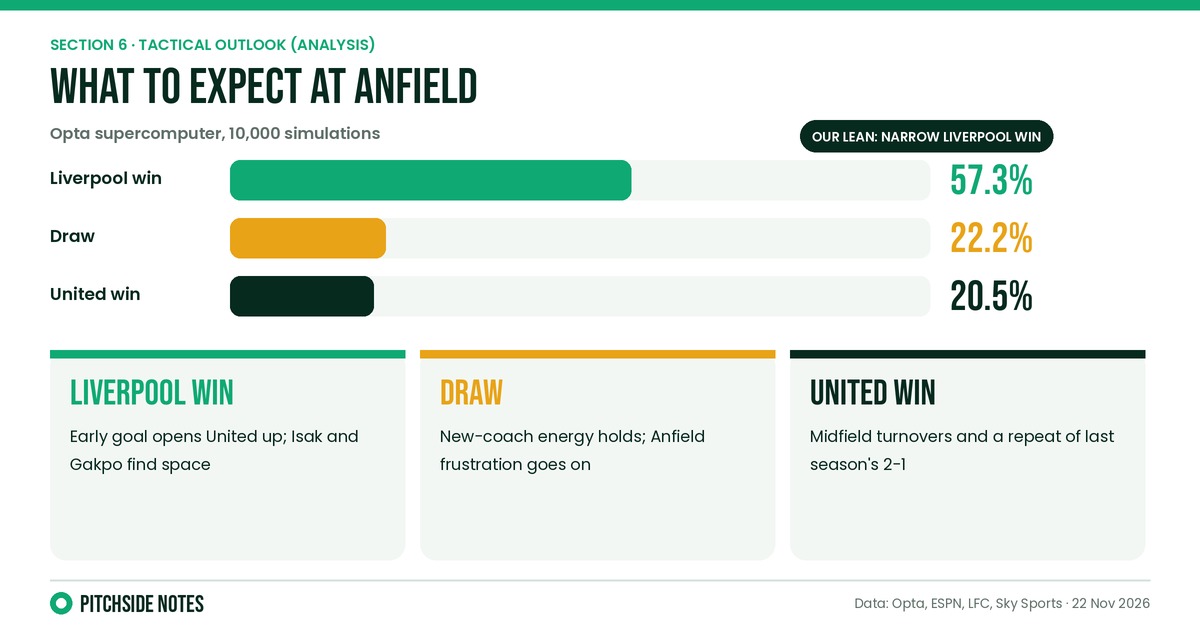 SECTION 6 · TACTICAL OUTLOOK (ANALYSIS)
WHAT TO EXPECT AT ANFIELD
Opta supercomputer, 10,000 simulations
OUR LEAN: NARROW LIVERPOOL WIN
Liverpool win
57.3%
Draw
22.2%
United win
20.5%
LIVERPOOL WIN
Early goal opens United up; Isak and
Gakpo find space
DRAW
New-coach energy holds; Anfield
frustration goes on
UNITED WIN
Midfield turnovers and a repeat of last
season's 2-1
PITCHSIDE NOTES
Data: Opta, ESPN, LFC, Sky Sports · 22 Nov 2026